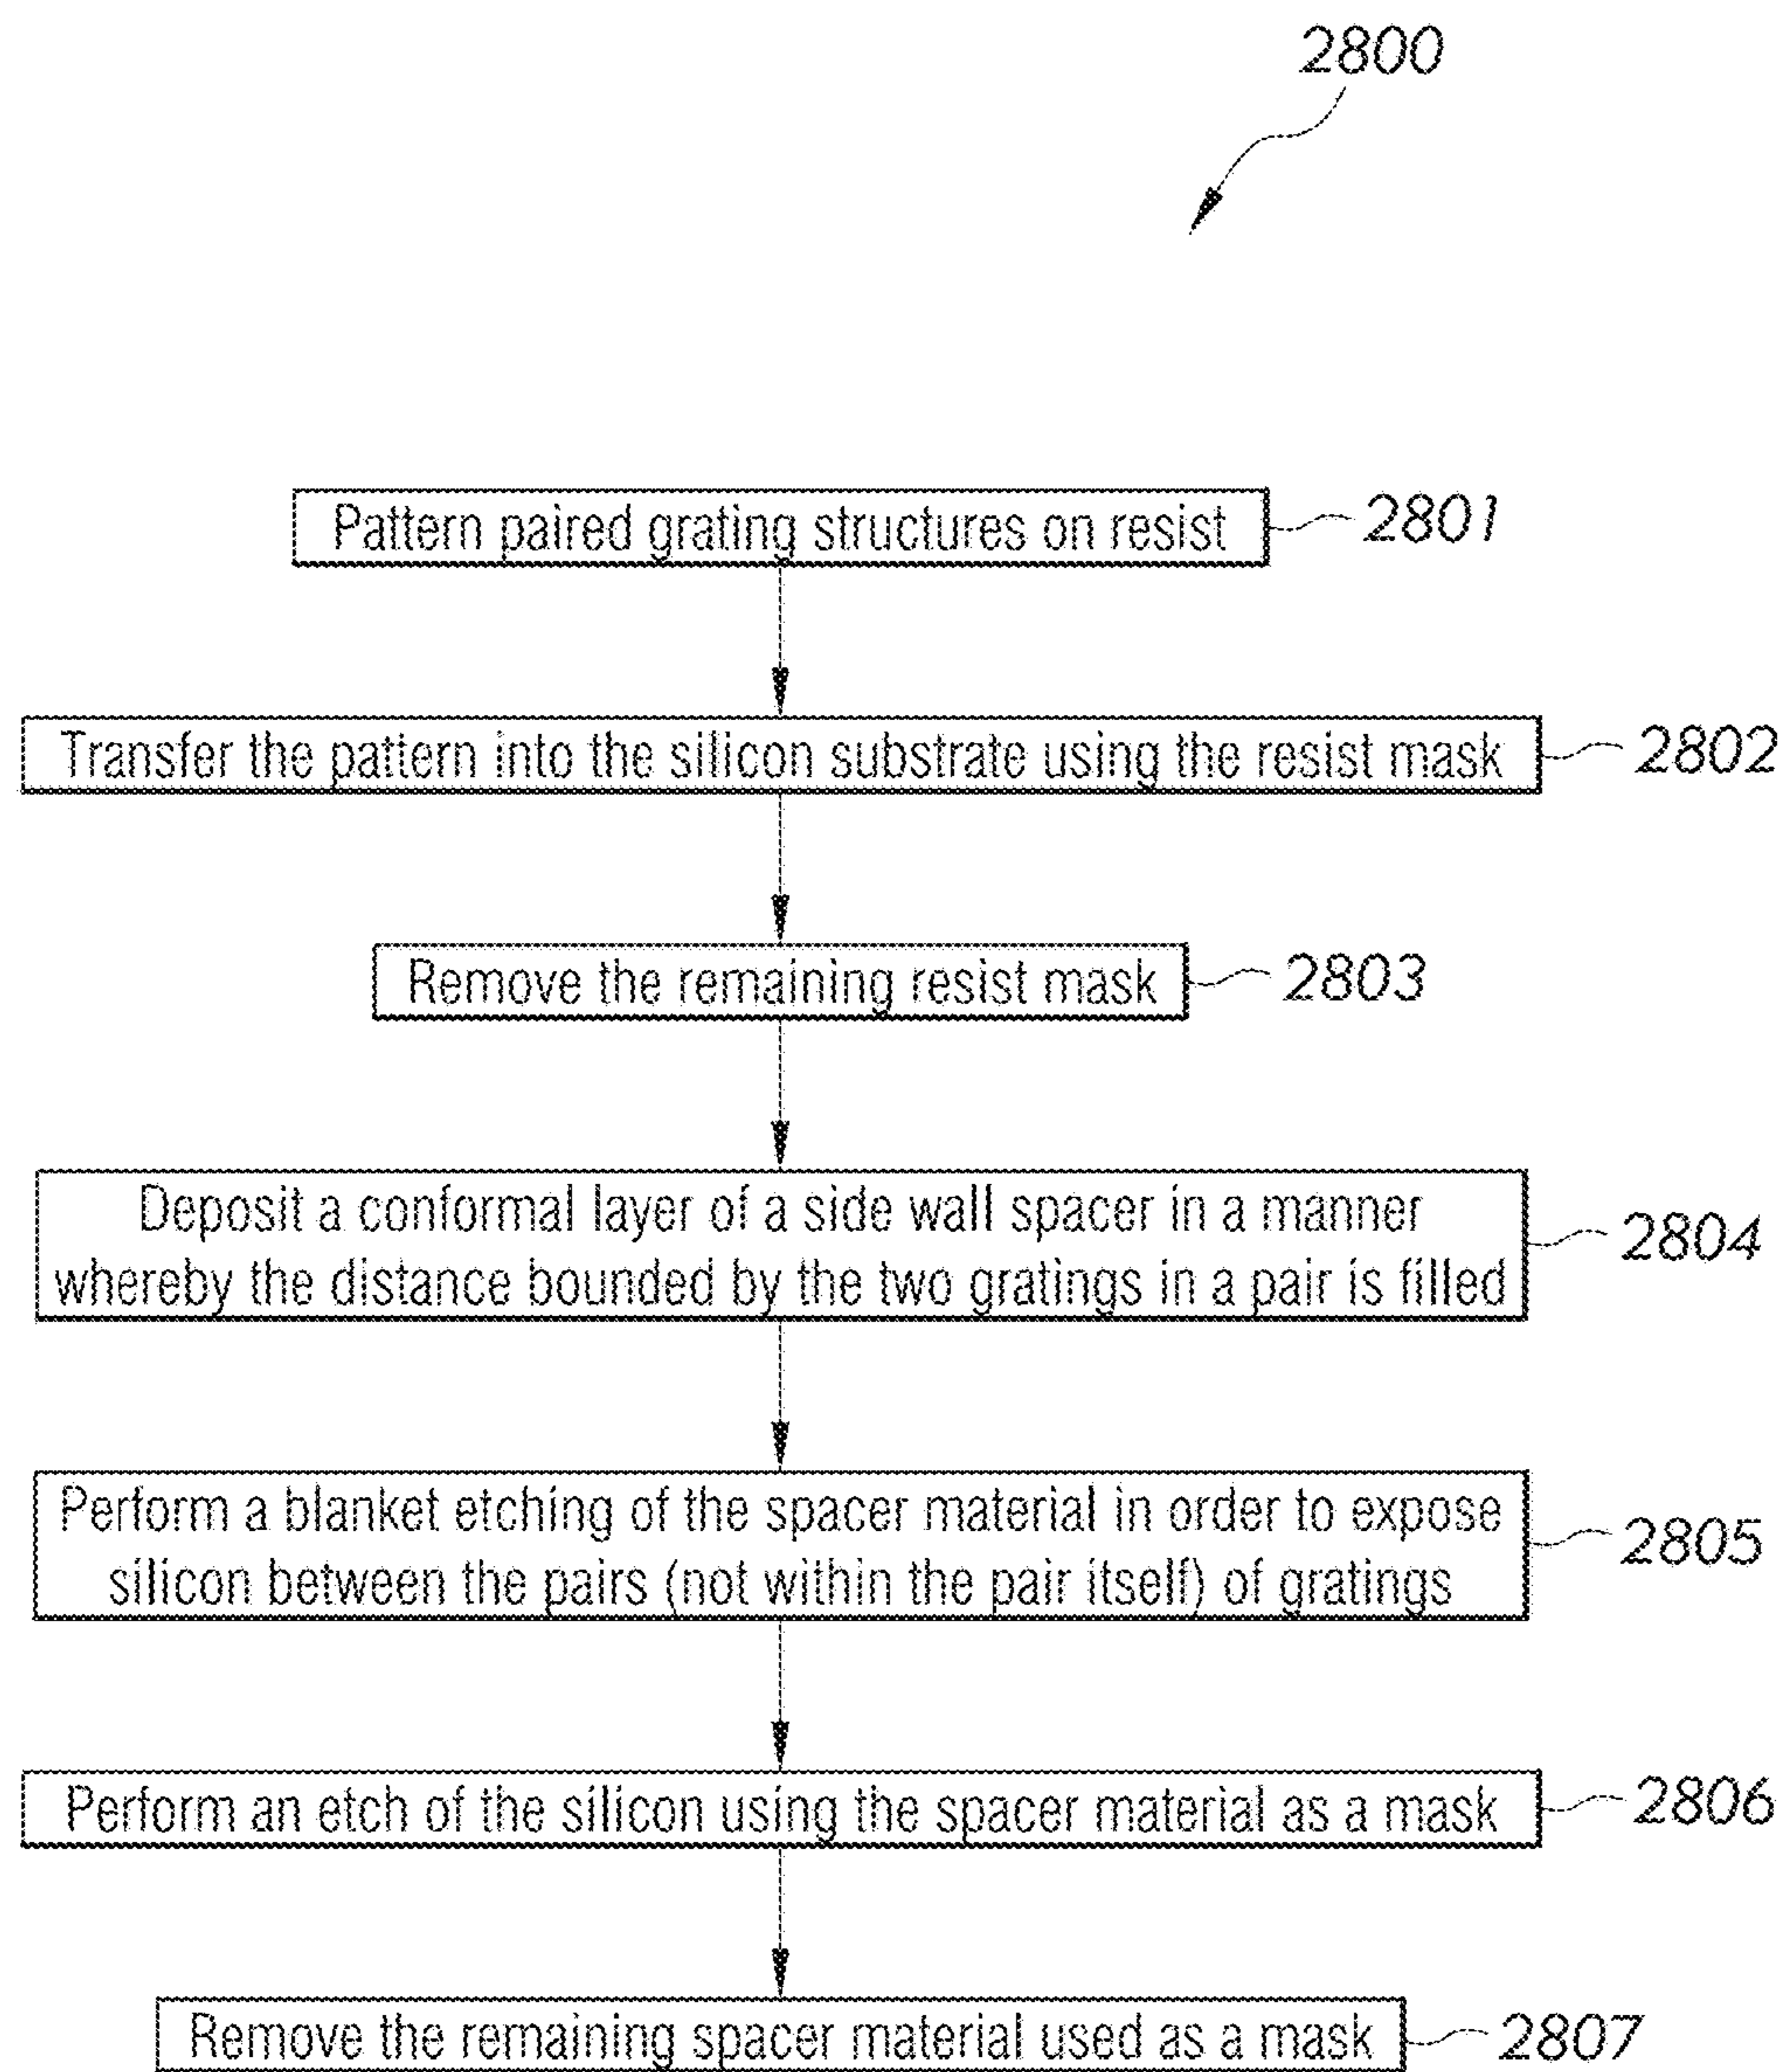 2800
Pattern paired grating structures on resist
2801
Transfer the pattern into the silicon substrate using the resist mask
2802
Remove the remaining resist mask
2803
Deposit a conformal layer of a side wall spacer in a manner
whereby the distance bounded by the two gratings in a pair is filled
2804
Perform a blanket etching of the spacer material in order to expose
silicon between the pairs (not within the pair itself) of gratings
2805
Perform an etch of the silicon using the spacer material as a mask
2806
Remove the remaining spacer material used as a mask
2807